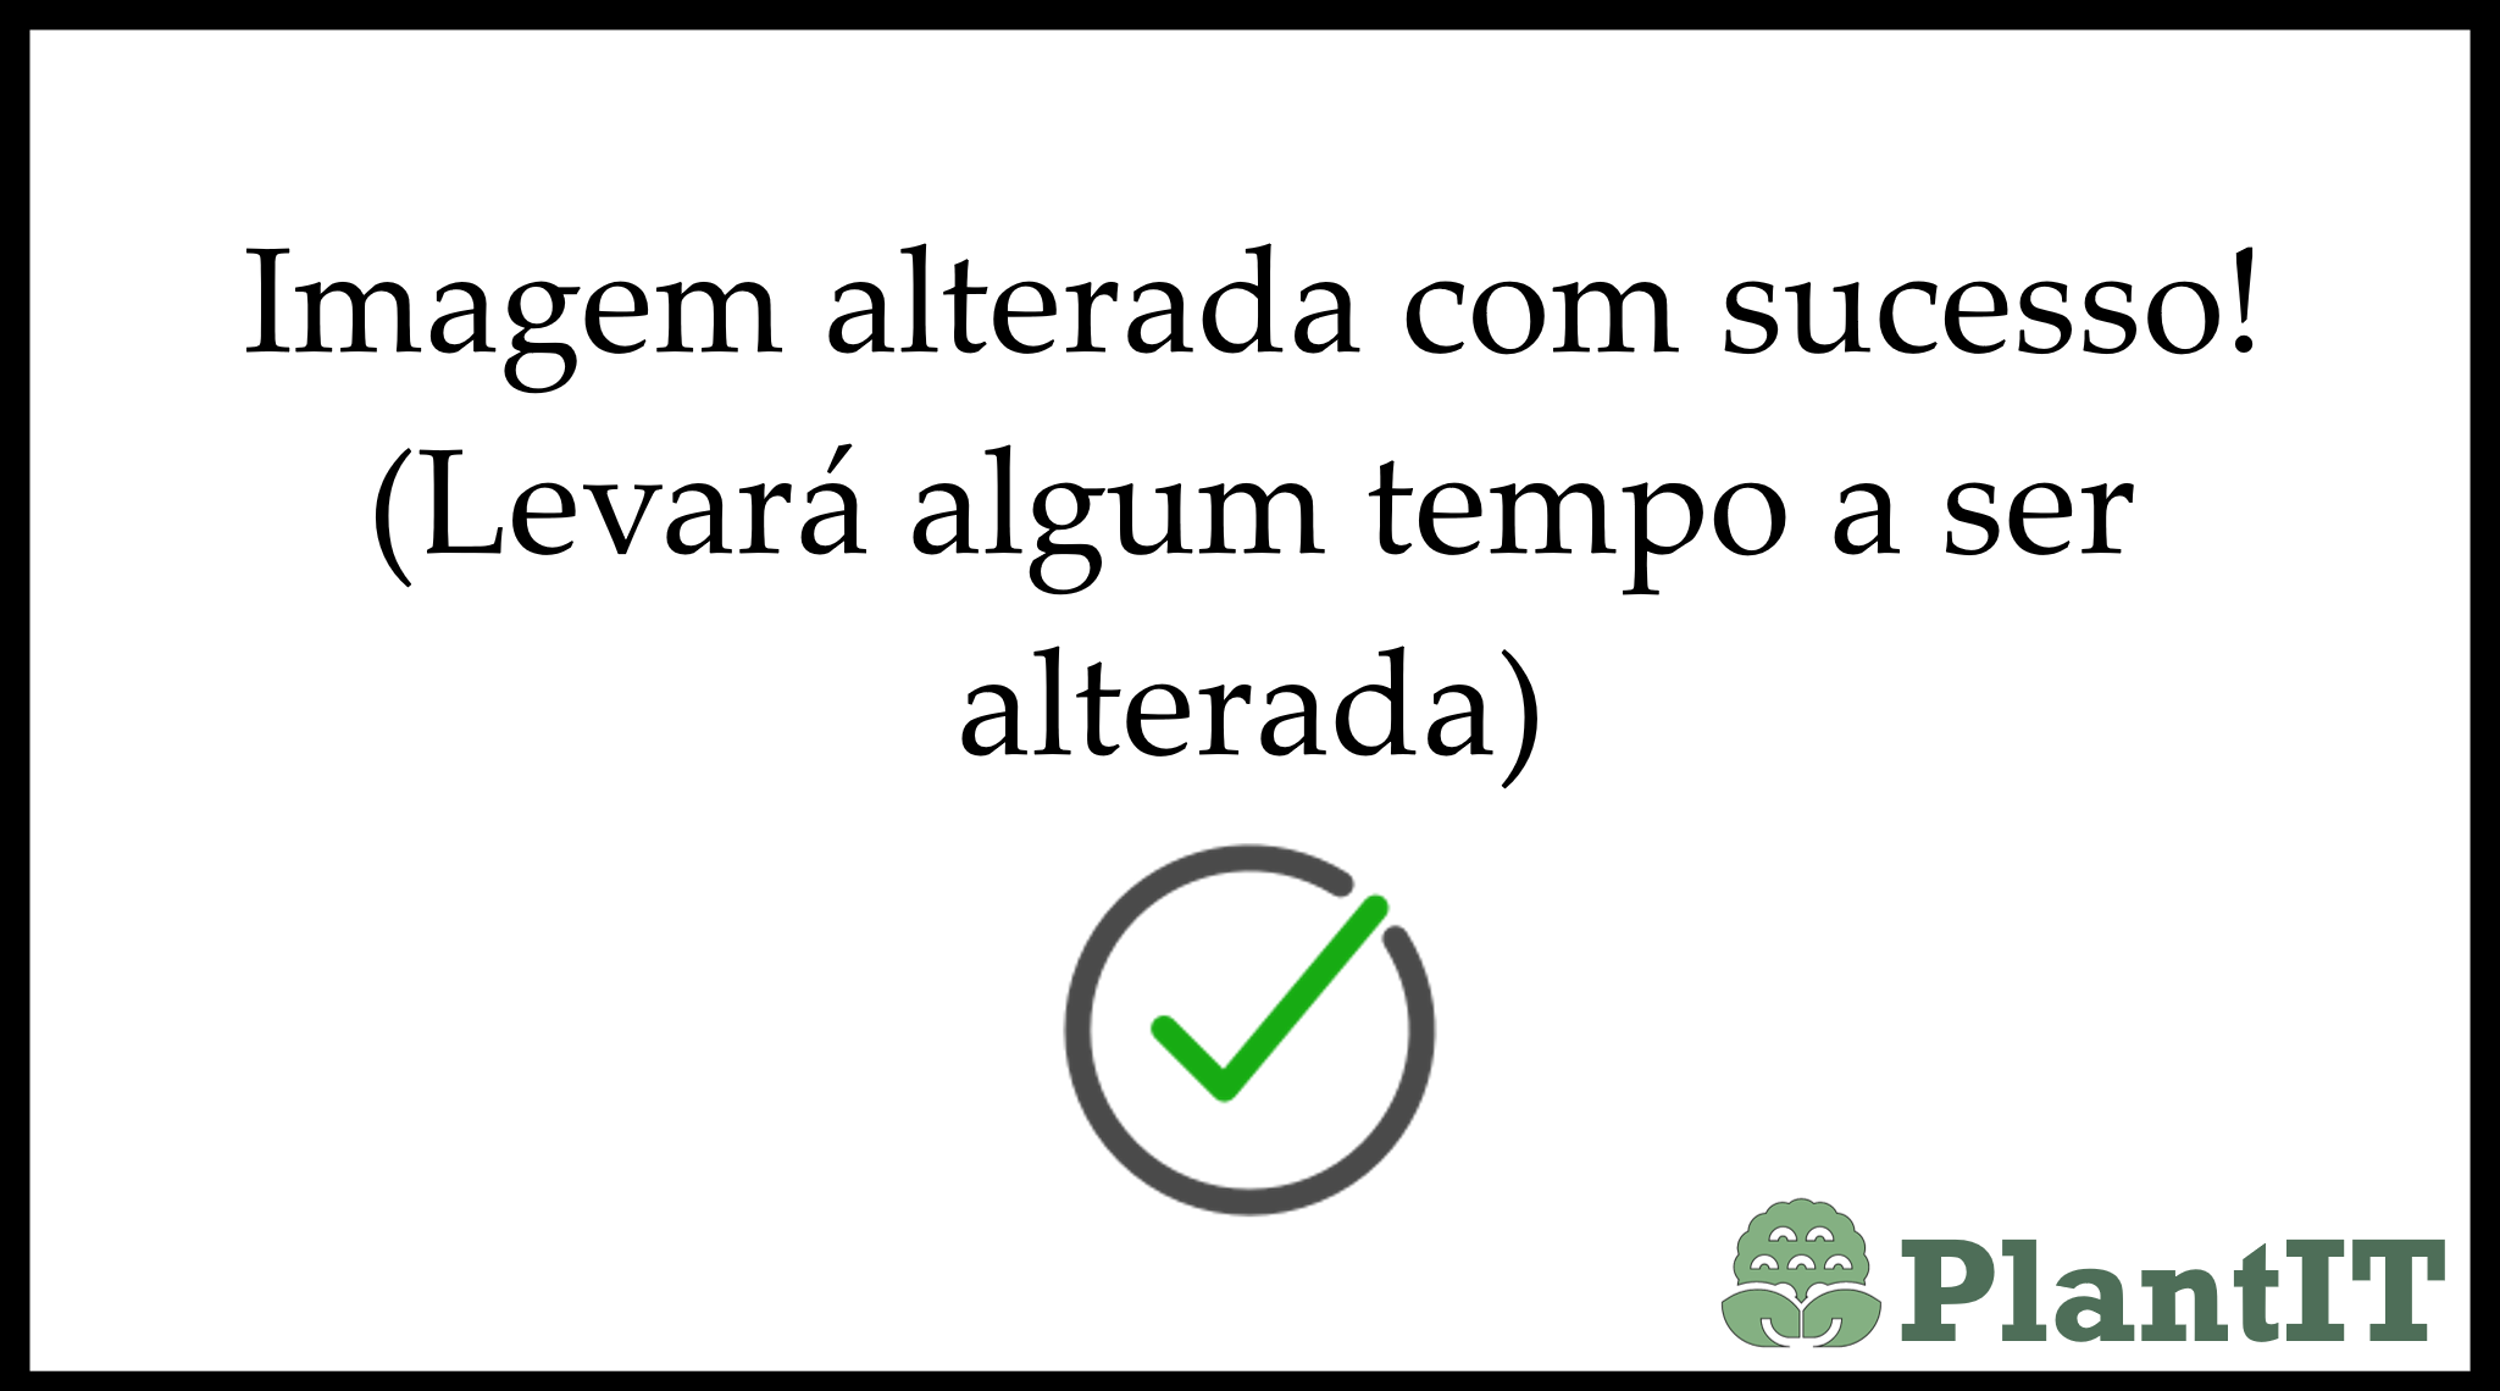 Imagem alterada com sucesso!
(Levará algum tempo a ser
alterada)
PlantIT